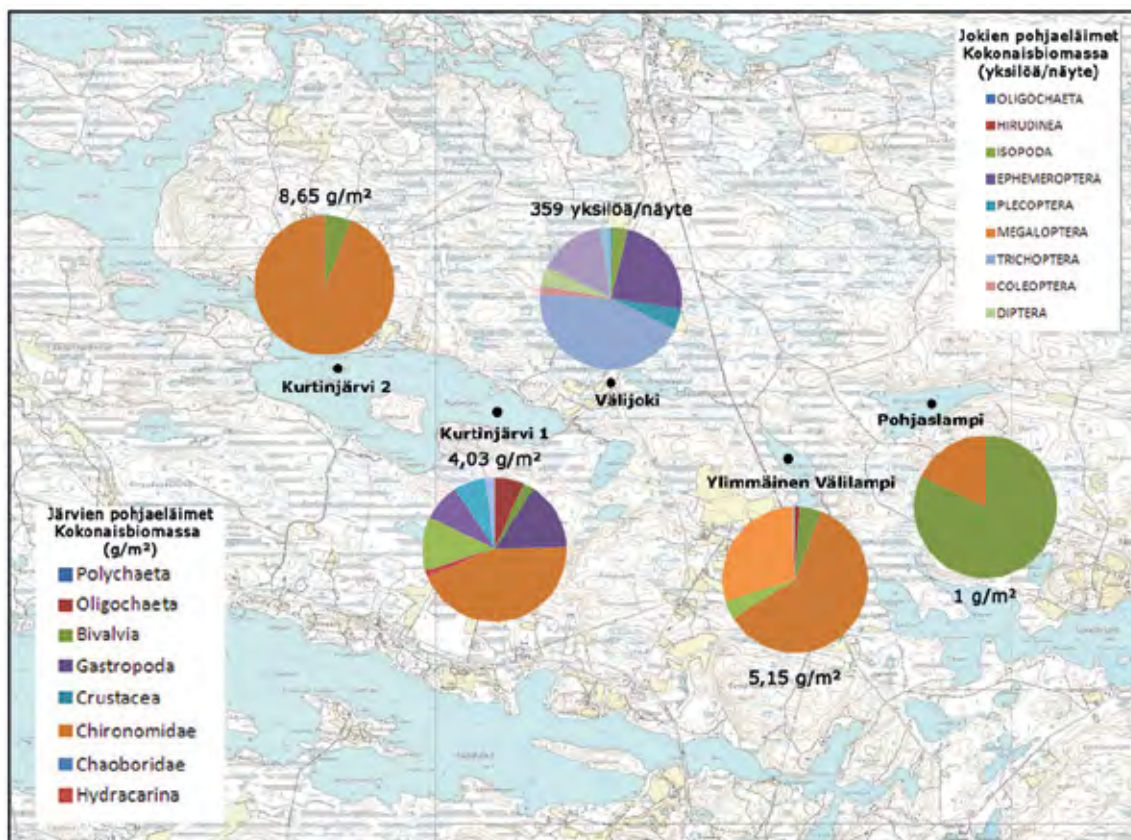 Jokien pohjaeläimet
Kokonaisbiomassa
(yksilöä/näyte)
OLIGOCHAETA
HIRUDINEA
ISOPODA
EPHEMEROPTERA
PLECOPTERA
MEGALOPTERA
TRICHOPTERA
COLEOPTERA
DIPTERA
8,65 g/m²
359 yksilöä/näyte
Kurtinjärvi 2
Välijoki
Kurtinjärvi 1
4,03 g/m²
Pohjaslampi
Ylimmäinen Välilampi
1 g/m²
5,15 g/m²
Järvien pohjaeläimet
Kokonaisbiomassa
(g/m²)
Polychaeta
Oligochaeta
Bivalvia
Gastropoda
Crustacea
Chironomidae
Chaoboridae
Hydracarina